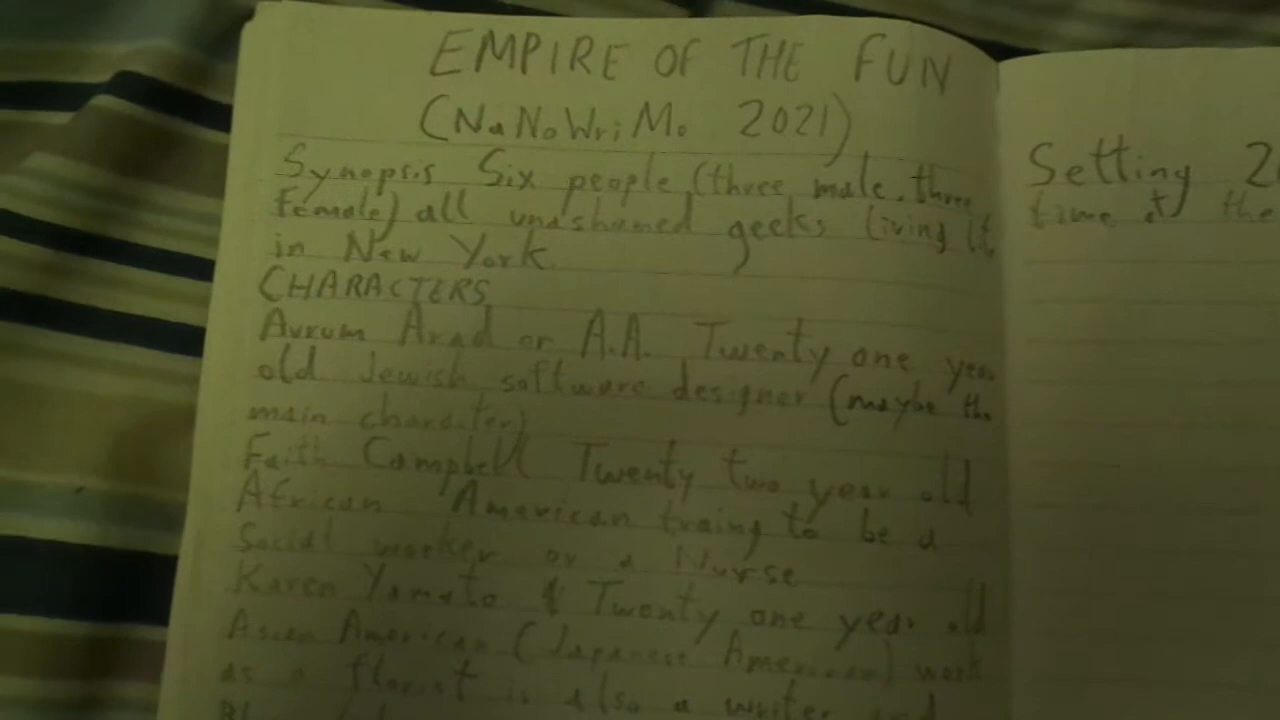 EMPIRE OF THE FUN
(NaNoWriMo 2021)
Synopsis Six people (three male, three
female) all unashamed geeks living
in New York
CHARACTERS
Avrum Arad or A.A. Twenty one year
old Jewish software designer (maybe the
main
Faith Campbell Twenty two year old
African American traing to be a
Social worker or a Nurse
Karen Yamato Twenty one year old
Asian American (Japanese American) work
as a florist is also a writer and
Setting
time the